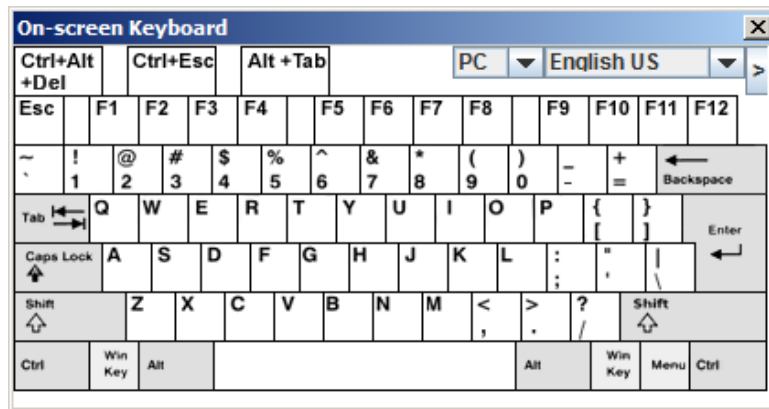 On-screen Keyboard X
Ctrl+Alt +Del Ctrl+Esc Alt +Tab PC English US >
Esc F1 F2 F3 F4 F5 F6 F7 F8 F9 F10 F11 F12
~ ! @ # $ % ^ & * ( ) _ +
` 1 2 3 4 5 6 7 8 9 0 - = Backspace
Tab Q W E R T Y U I O P { }
[ ] Enter
Caps Lock A S D F G H J K L : " |
; ' \
Shift Z X C V B N M < > ? Shift
, . /
Ctrl Win Key Alt Alt Win Key Menu Ctrl